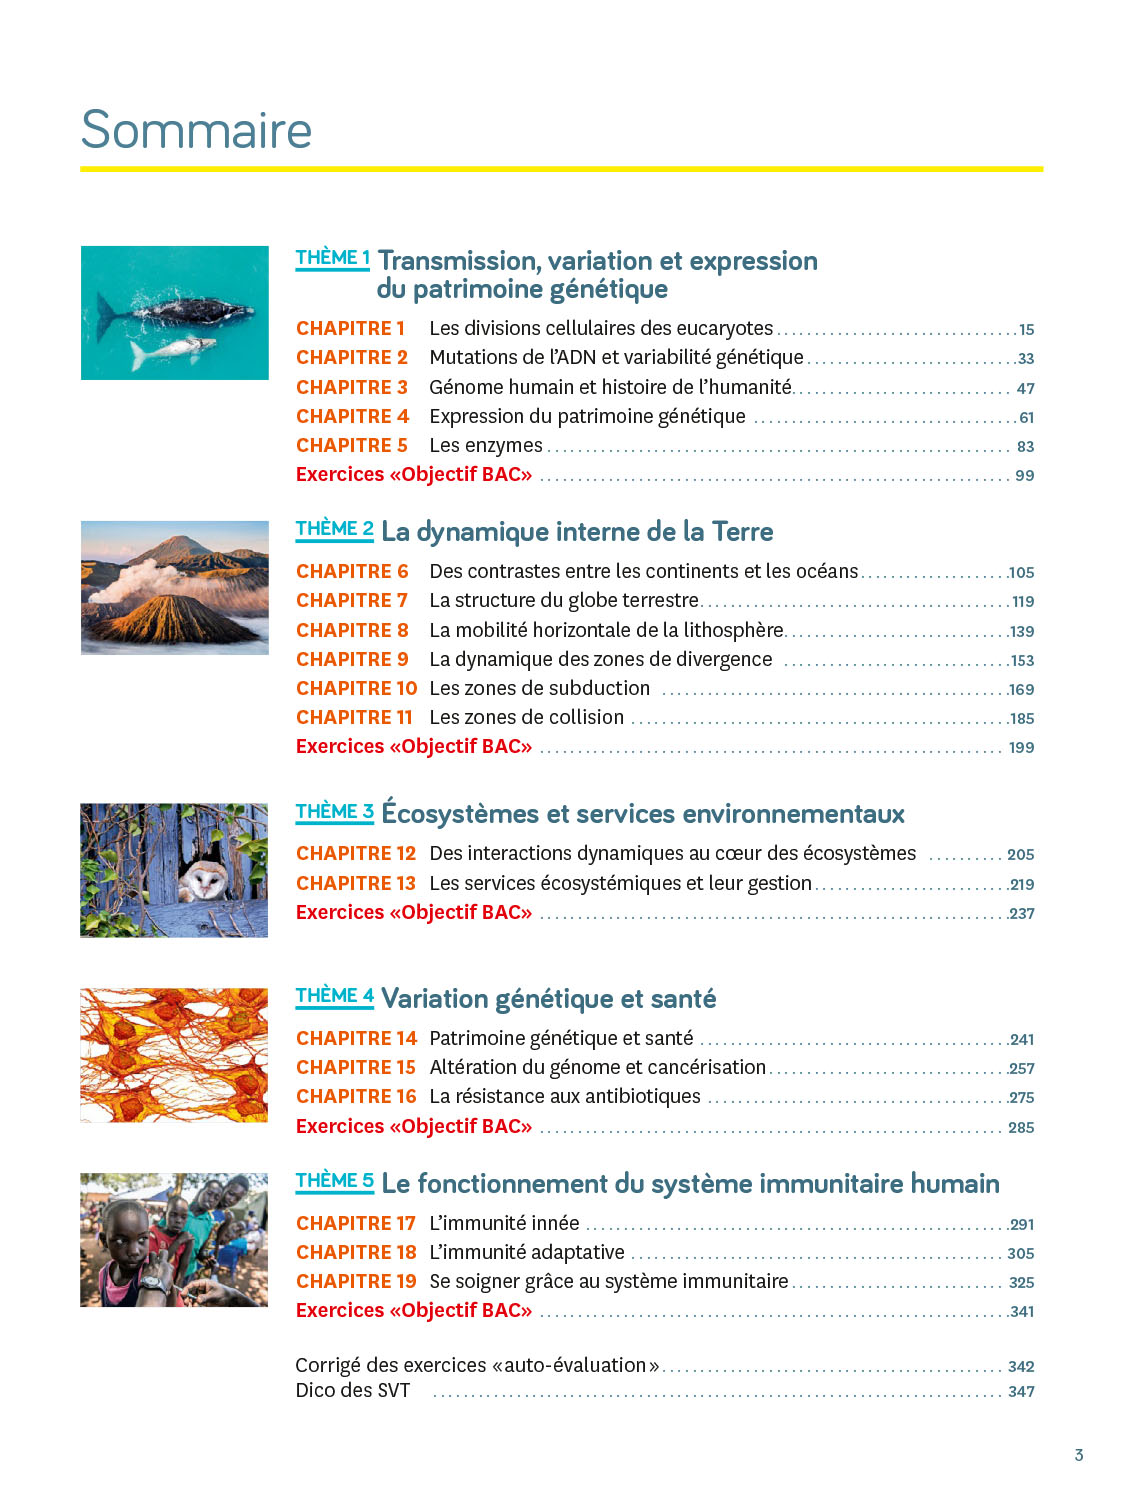 Sommaire
THÈME 1 Transmission, variation et expression
du patrimoine génétique
CHAPITRE 1 Les divisions cellulaires des eucaryotes 15
CHAPITRE 2 Mutations de l’ADN et variabilité génétique 33
CHAPITRE 3 Génome humain et histoire de l’humanité 47
CHAPITRE 4 Expression du patrimoine génétique 61
CHAPITRE 5 Les enzymes 83
Exercices «Objectif BAC» 99
THÈME 2 La dynamique interne de la Terre
CHAPITRE 6 Des contrastes entre les continents et les océans 105
CHAPITRE 7 La structure du globe terrestre 119
CHAPITRE 8 La mobilité horizontale de la lithosphère 139
CHAPITRE 9 La dynamique des zones de divergence 153
CHAPITRE 10 Les zones de subduction 169
CHAPITRE 11 Les zones de collision 185
Exercices «Objectif BAC» 199
THÈME 3 Écosystèmes et services environnementaux
CHAPITRE 12 Des interactions dynamiques au cœur des écosystèmes 205
CHAPITRE 13 Les services écosystémiques et leur gestion 219
Exercices «Objectif BAC» 237
THÈME 4 Variation génétique et santé
CHAPITRE 14 Patrimoine génétique et santé 241
CHAPITRE 15 Altération du génome et cancérisation 257
CHAPITRE 16 La résistance aux antibiotiques 275
Exercices «Objectif BAC» 285
THÈME 5 Le fonctionnement du système immunitaire humain
CHAPITRE 17 L’immunité innée 291
CHAPITRE 18 L’immunité adaptative 305
CHAPITRE 19 Se soigner grâce au système immunitaire 325
Exercices «Objectif BAC» 341
Corrigé des exercices «auto-évaluation» 342
Dico des SVT 347
3